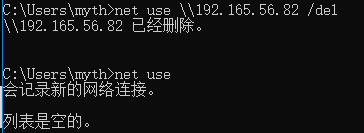 C:\Users\myth>net use \\192.165.56.82 /del
\\192.165.56.82 已经删除。
C:\Users\myth>net use
会记录新的网络连接。
列表是空的。